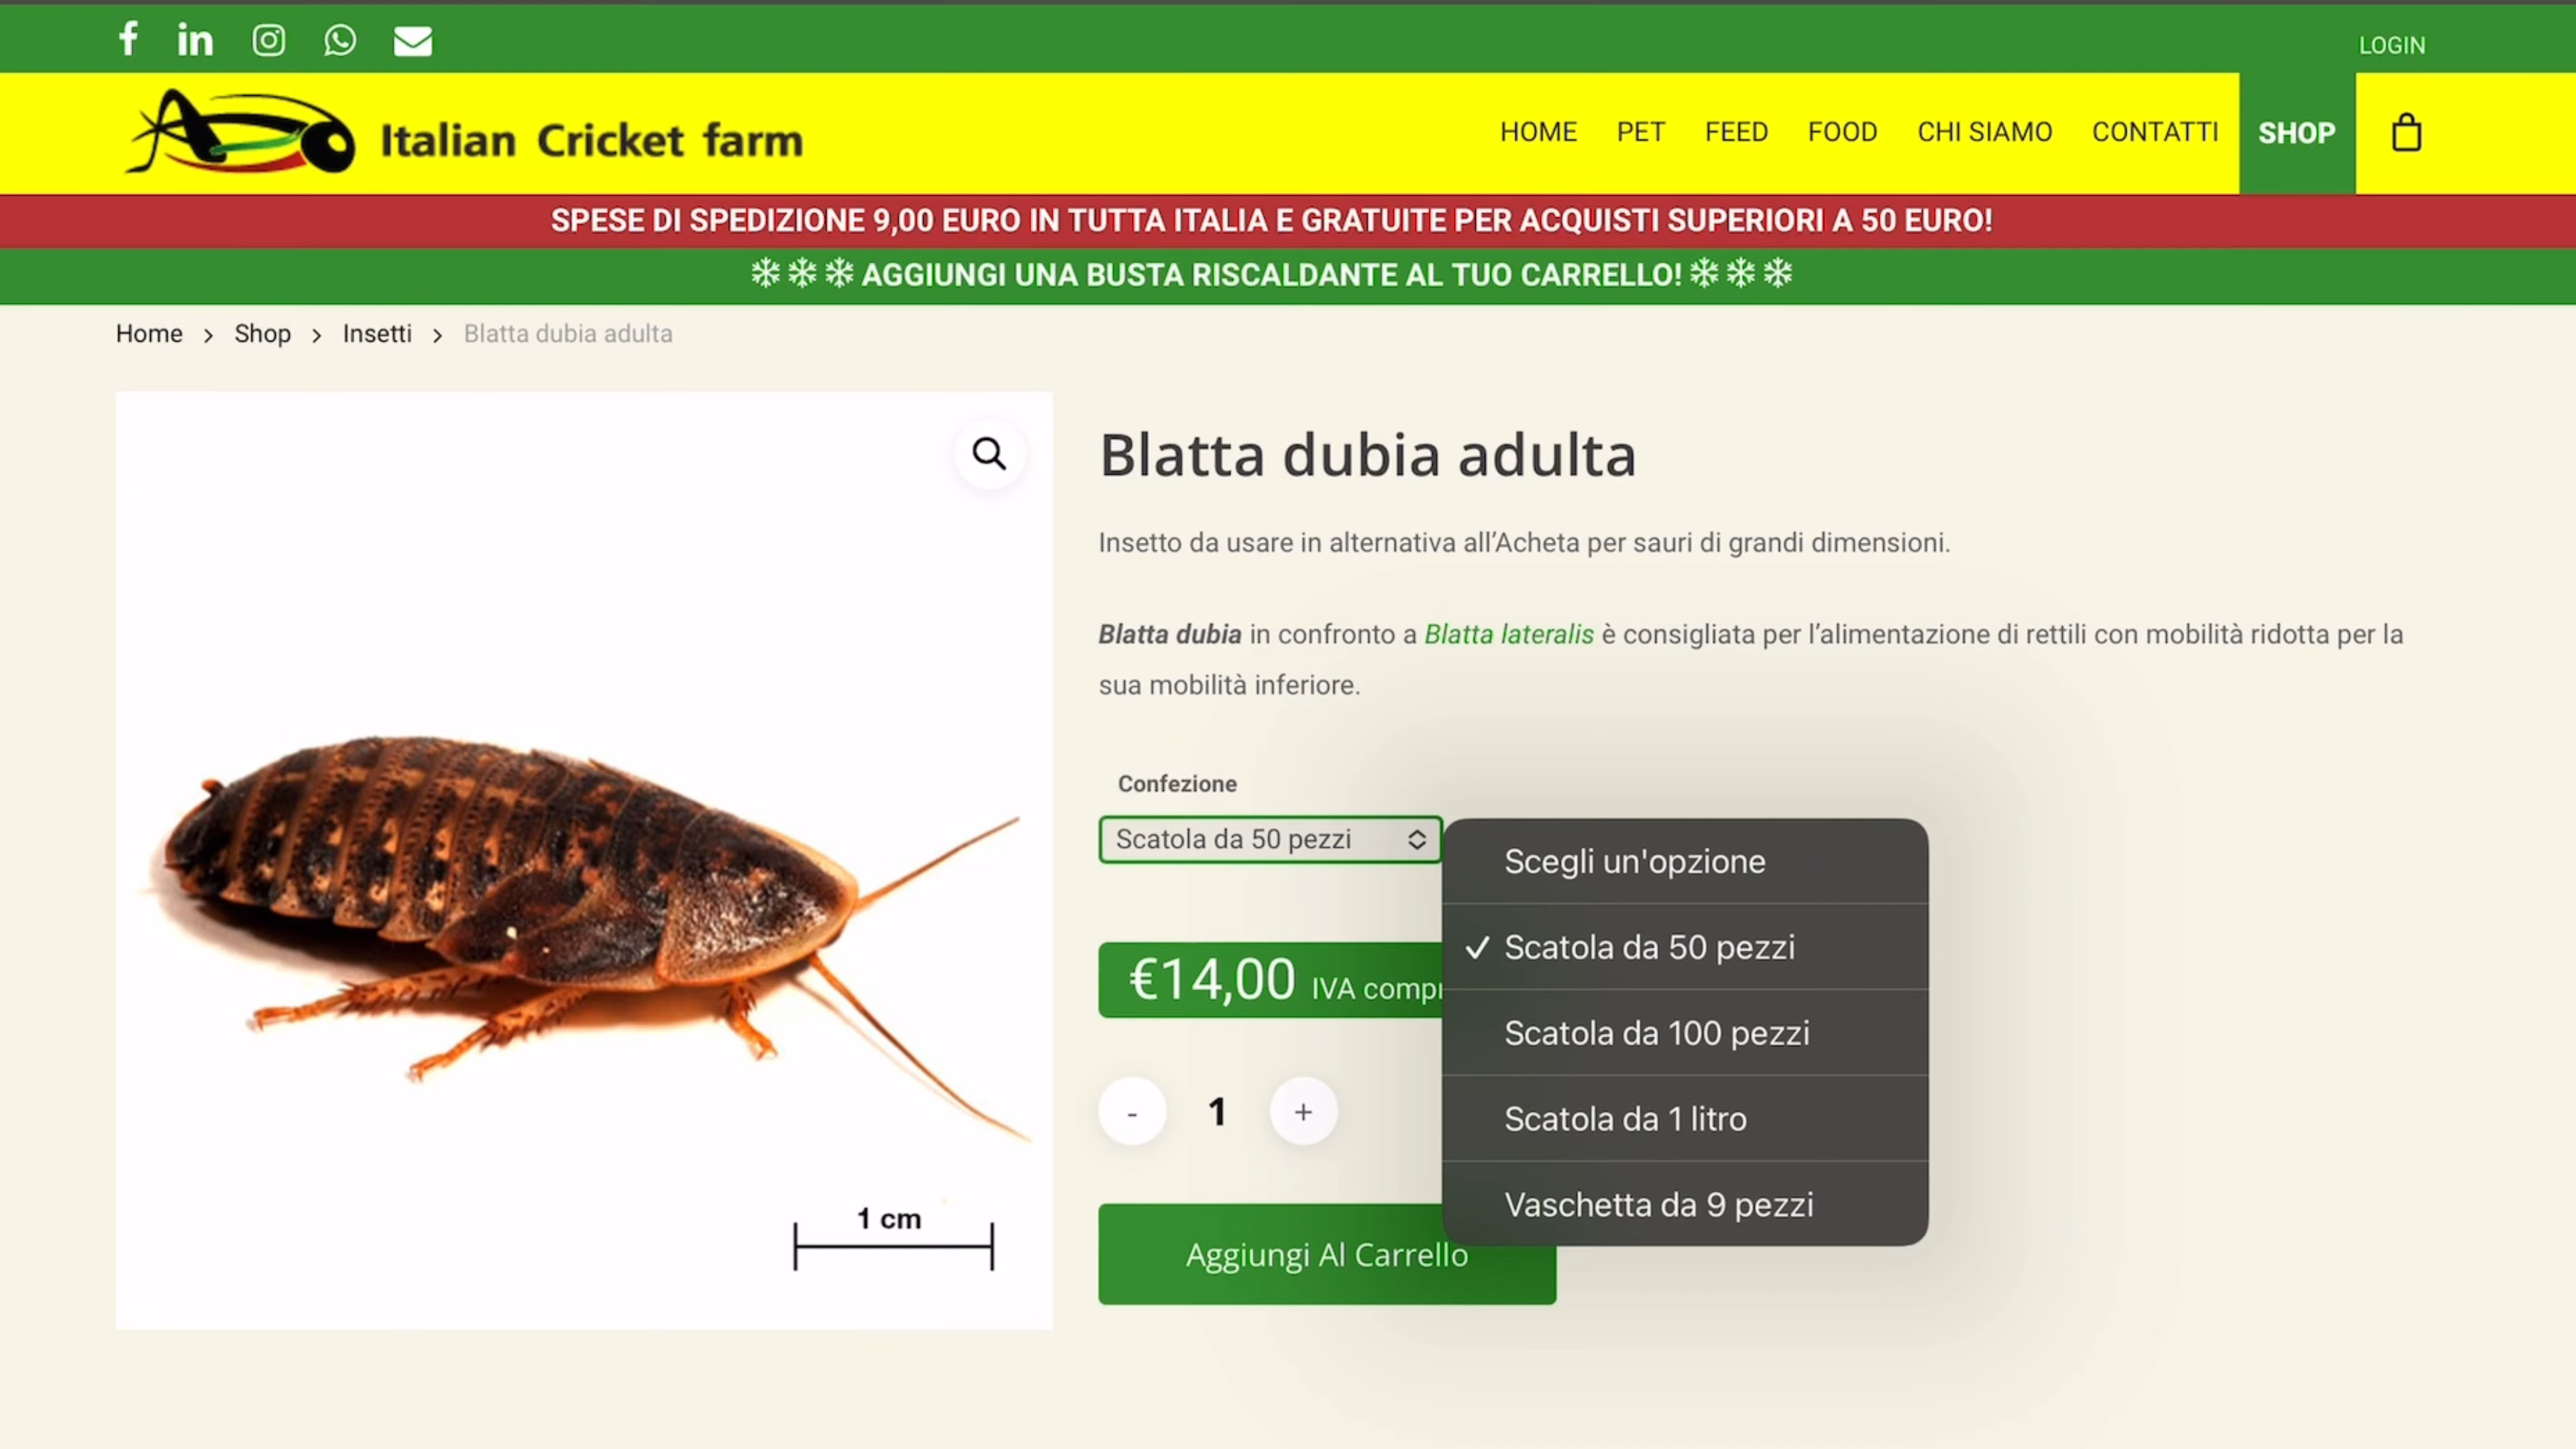 LOGIN
Italian Cricket farm
HOME PET FEED FOOD CHI SIAMO CONTATTI SHOP
SPESE DI SPEDIZIONE 9,00 EURO IN TUTTA ITALIA E GRATUITE PER ACQUISTI SUPERIORI A 50 EURO!
❄ ❄ ❄ AGGIUNGI UNA BUSTA RISCALDANTE AL TUO CARRELLO! ❄ ❄ ❄
Home > Shop > Insetti > Blatta dubia adulta
Blatta dubia adulta
Insetto da usare in alternativa all’Acheta per sauri di grandi dimensioni.
Blatta dubia in confronto a Blatta lateralis è consigliata per l’alimentazione di rettili con mobilità ridotta per la
sua mobilità inferiore.
Confezione
Scatola da 50 pezzi
Scegli un'opzione
✓ Scatola da 50 pezzi
Scatola da 100 pezzi
Scatola da 1 litro
Vaschetta da 9 pezzi
€14,00 IVA
- 1 +
Aggiungi Al Carrello
1 cm